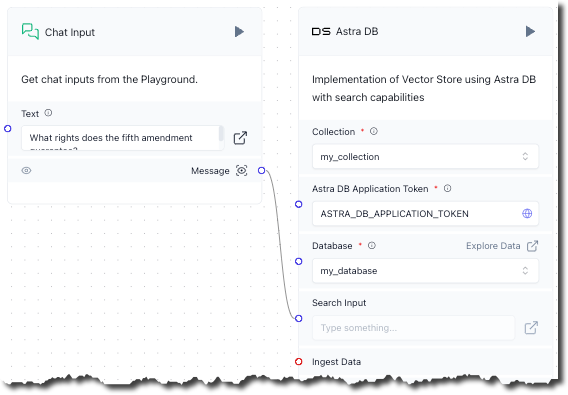 Chat Input
Get chat inputs from the Playground.
Text
What rights does the fifth amendment
guarantee?
Message
DS Astra DB
Implementation of Vector Store using Astra DB
with search capabilities
Collection *
my_collection
Astra DB Application Token *
ASTRA_DB_APPLICATION_TOKEN
Database *
Explore Data
my_database
Search Input
Type something...
Ingest Data